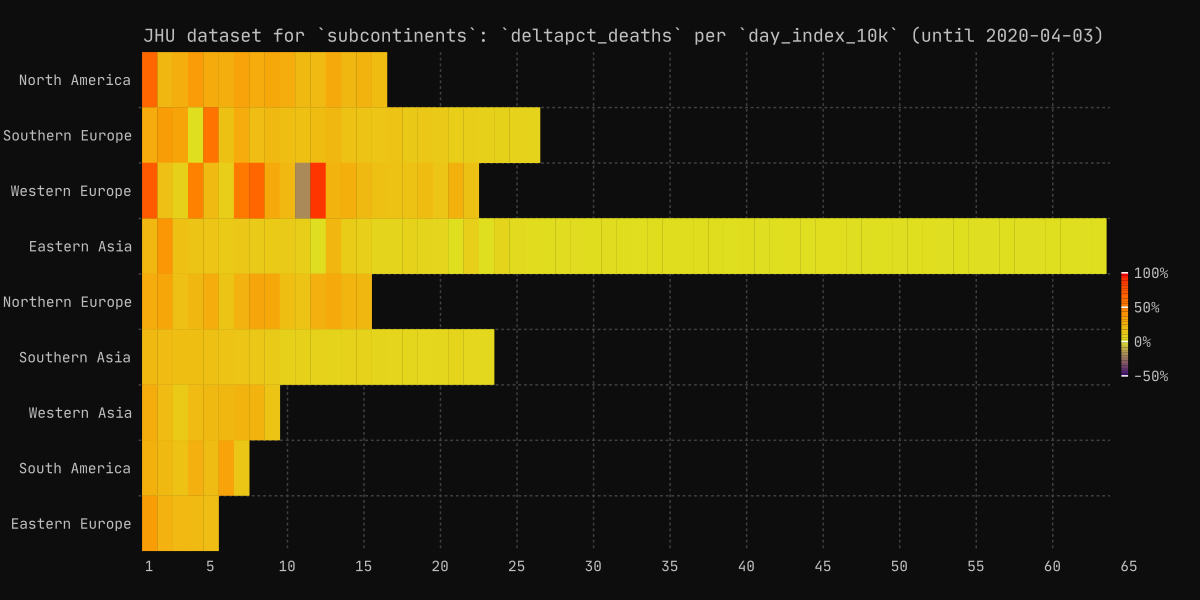 JHU dataset for `subcontinents`: `deltapct_deaths` per `day_index_10k` (until 2020-04-03)
North America
Southern Europe
Western Europe
Eastern Asia
Northern Europe
Southern Asia
Western Asia
South America
Eastern Europe
100%
50%
0%
-50%
1 5 10 15 20 25 30 35 40 45 50 55 60 65